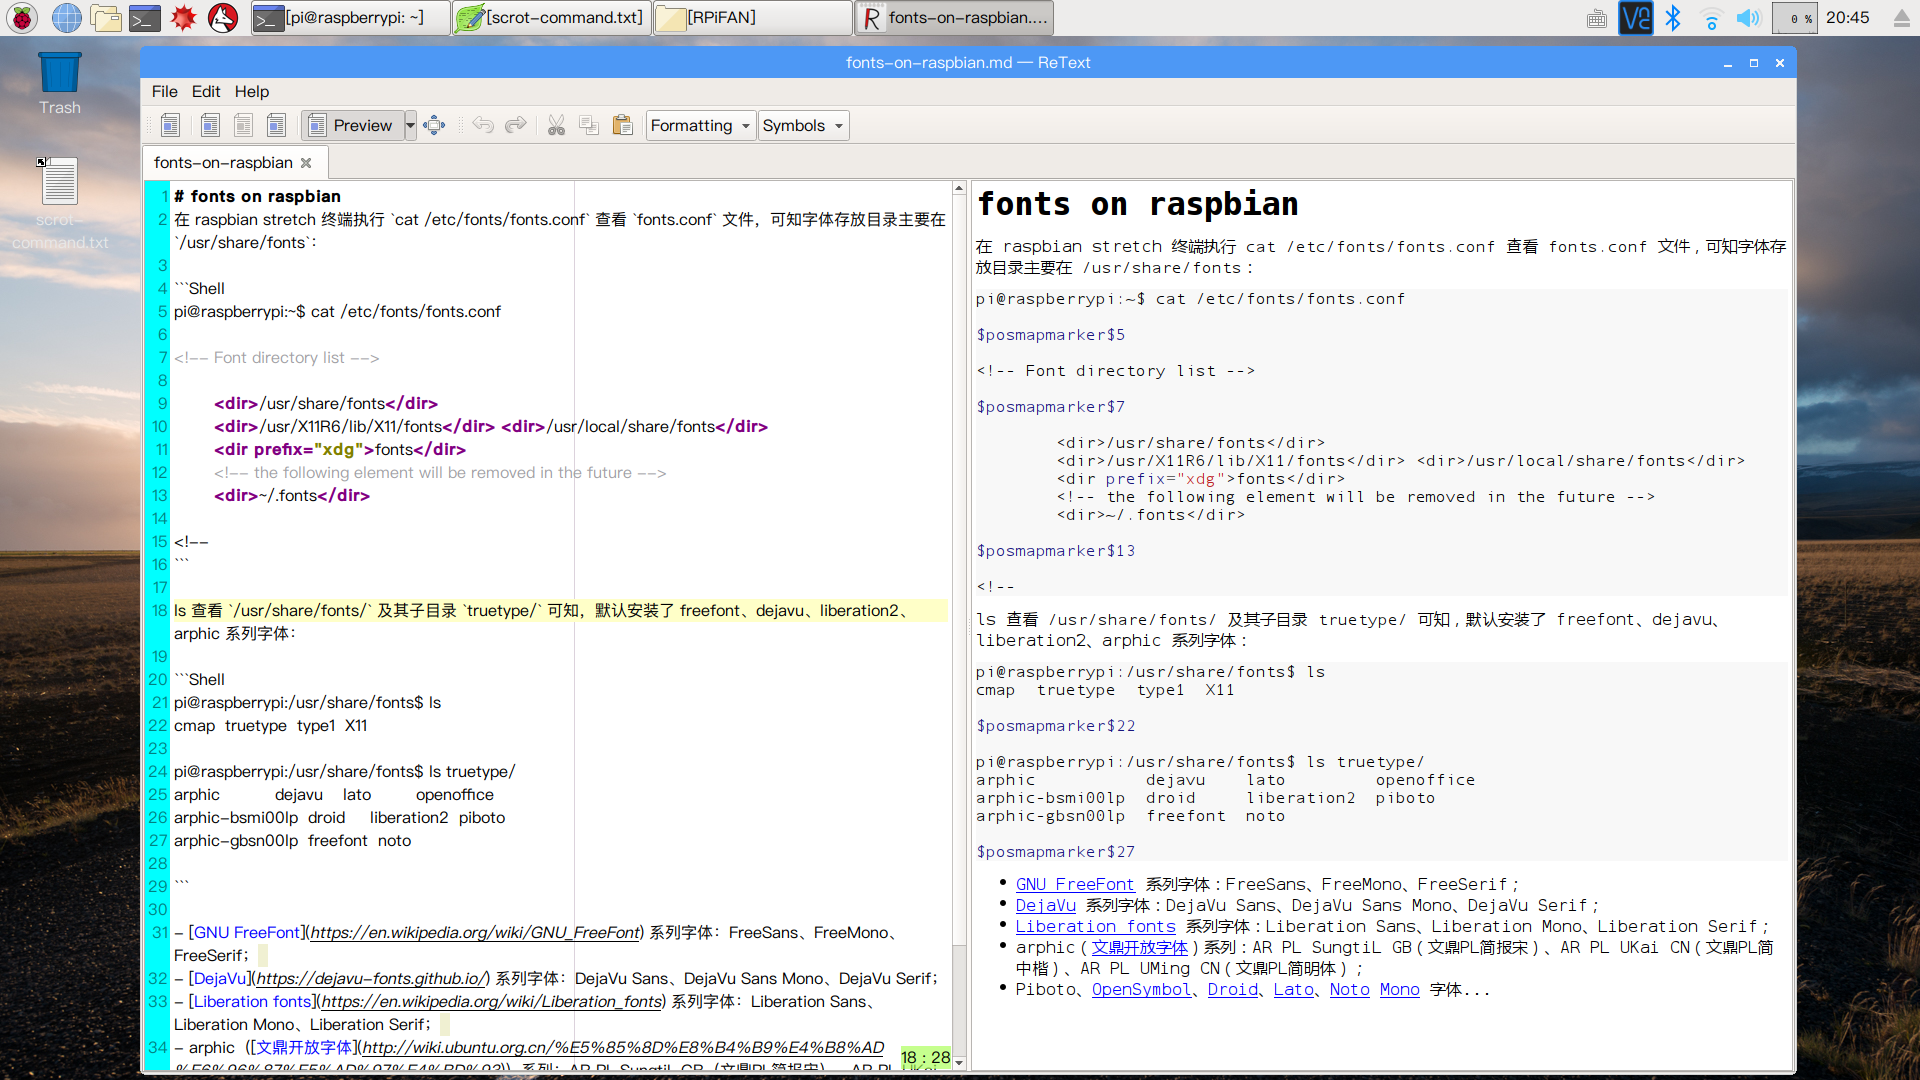 [pi@raspberrypi: ~]
[scrot-command.txt]
[RPiFAN]
fonts-on-raspbian....
0 %
20:45
Trash
scrot-
command.txt
fonts-on-raspbian.md — ReText
File Edit Help
Preview
Formatting
Symbols
fonts-on-raspbian
1 # fonts on raspbian
2 在 raspbian stretch 终端执行 `cat /etc/fonts/fonts.conf` 查看 `fonts.conf` 文件，可知字体存放目录主要在
`/usr/share/fonts`：
3
4 ```Shell
5 pi@raspberrypi:~$ cat /etc/fonts/fonts.conf
6
7 <!-- Font directory list -->
8
9 <dir>/usr/share/fonts</dir>
10 <dir>/usr/X11R6/lib/X11/fonts</dir> <dir>/usr/local/share/fonts</dir>
11 <dir prefix="xdg">fonts</dir>
12 <!-- the following element will be removed in the future -->
13 <dir>~/.fonts</dir>
14
15 <!--
16 ```
17
18 ls 查看 `/usr/share/fonts/` 及其子目录 `truetype/` 可知，默认安装了 freefont、dejavu、liberation2、
arphic 系列字体：
19
20 ```Shell
21 pi@raspberrypi:/usr/share/fonts$ ls
22 cmap truetype type1 X11
23
24 pi@raspberrypi:/usr/share/fonts$ ls truetype/
25 arphic dejavu lato openoffice
26 arphic-bsmi00lp droid liberation2 piboto
27 arphic-gbsn00lp freefont noto
28
29 ```
30
31 - [GNU FreeFont](https://en.wikipedia.org/wiki/GNU_FreeFont) 系列字体：FreeSans、FreeMono、
FreeSerif；
32 - [DejaVu](https://dejavu-fonts.github.io/) 系列字体：DejaVu Sans、DejaVu Sans Mono、DejaVu Serif；
33 - [Liberation fonts](https://en.wikipedia.org/wiki/Liberation_fonts) 系列字体：Liberation Sans、
Liberation Mono、Liberation Serif；
34 - arphic（[文鼎开放字体](http://wiki.ubuntu.org.cn/%E5%85%8D%E8%B4%B9%E4%B8%AD
%E6%96%87%E5%AD%97%E4%BD%93)）系列：AR PL SungtiL GB（文鼎PL简报宋）、AR PL
18 : 28
fonts on raspbian
在 raspbian stretch 终端执行 cat /etc/fonts/fonts.conf 查看 fonts.conf 文件，可知字体存
放目录主要在 /usr/share/fonts：
pi@raspberrypi:~$ cat /etc/fonts/fonts.conf
$posmapmarker$5
<!-- Font directory list -->
$posmapmarker$7
<dir>/usr/share/fonts</dir>
<dir>/usr/X11R6/lib/X11/fonts</dir> <dir>/usr/local/share/fonts</dir>
<dir prefix="xdg">fonts</dir>
<!-- the following element will be removed in the future -->
<dir>~/.fonts</dir>
$posmapmarker$13
<!--
ls 查看 /usr/share/fonts/ 及其子目录 truetype/ 可知，默认安装了 freefont、dejavu、
liberation2、arphic 系列字体：
pi@raspberrypi:/usr/share/fonts$ ls
cmap truetype type1 X11
$posmapmarker$22
pi@raspberrypi:/usr/share/fonts$ ls truetype/
arphic dejavu lato openoffice
arphic-bsmi00lp droid liberation2 piboto
arphic-gbsn00lp freefont noto
$posmapmarker$27
• GNU FreeFont 系列字体：FreeSans、FreeMono、FreeSerif；
• DejaVu 系列字体：DejaVu Sans、DejaVu Sans Mono、DejaVu Serif；
• Liberation fonts 系列字体：Liberation Sans、Liberation Mono、Liberation Serif；
• arphic（文鼎开放字体）系列：AR PL SungtiL GB（文鼎PL简报宋）、AR PL UKai CN（文鼎PL简
中楷）、AR PL UMing CN（文鼎PL简明体）；
• Piboto、OpenSymbol、Droid、Lato、Noto Mono 字体...